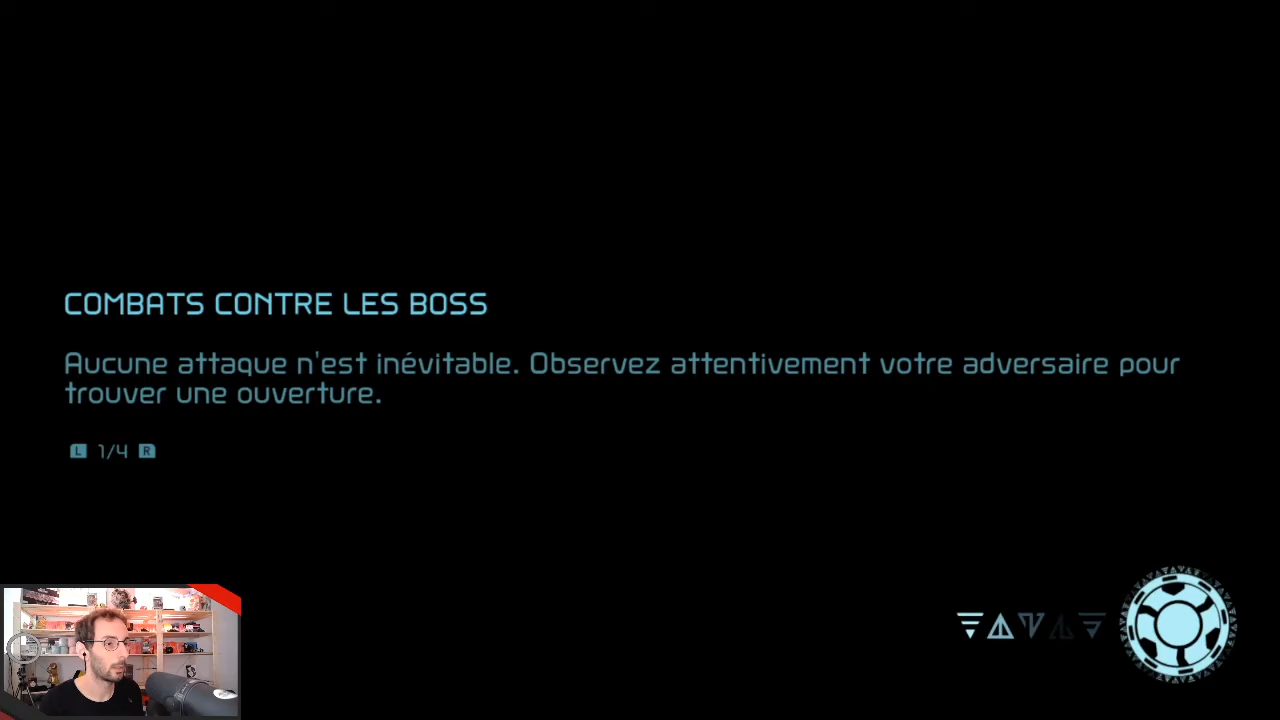 COMBATS CONTRE LES BOSS
Aucune attaque n'est inévitable. Observez attentivement votre adversaire pour
trouver une ouverture.
L 1/4 R